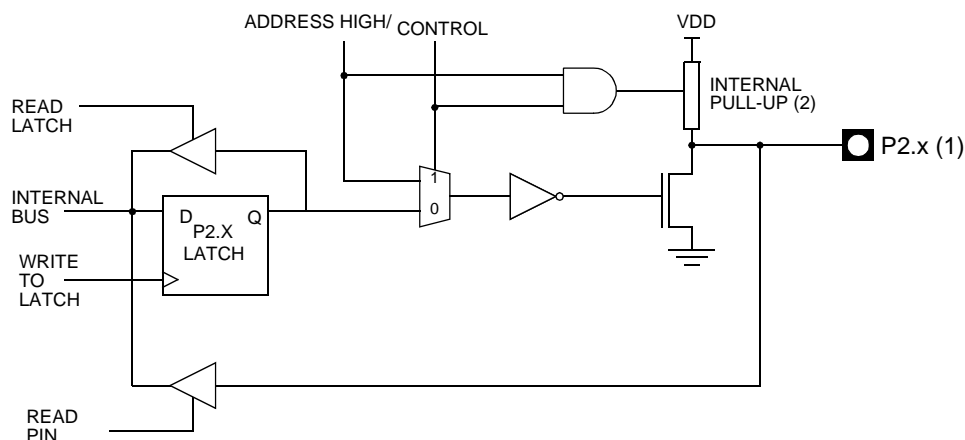 ADDRESS HIGH/ CONTROL
VDD
INTERNAL
PULL-UP (2)
READ
LATCH
P2.x (1)
1
INTERNAL
BUS
0
D Q
P2.X
LATCH
WRITE
TO
LATCH
READ
PIN